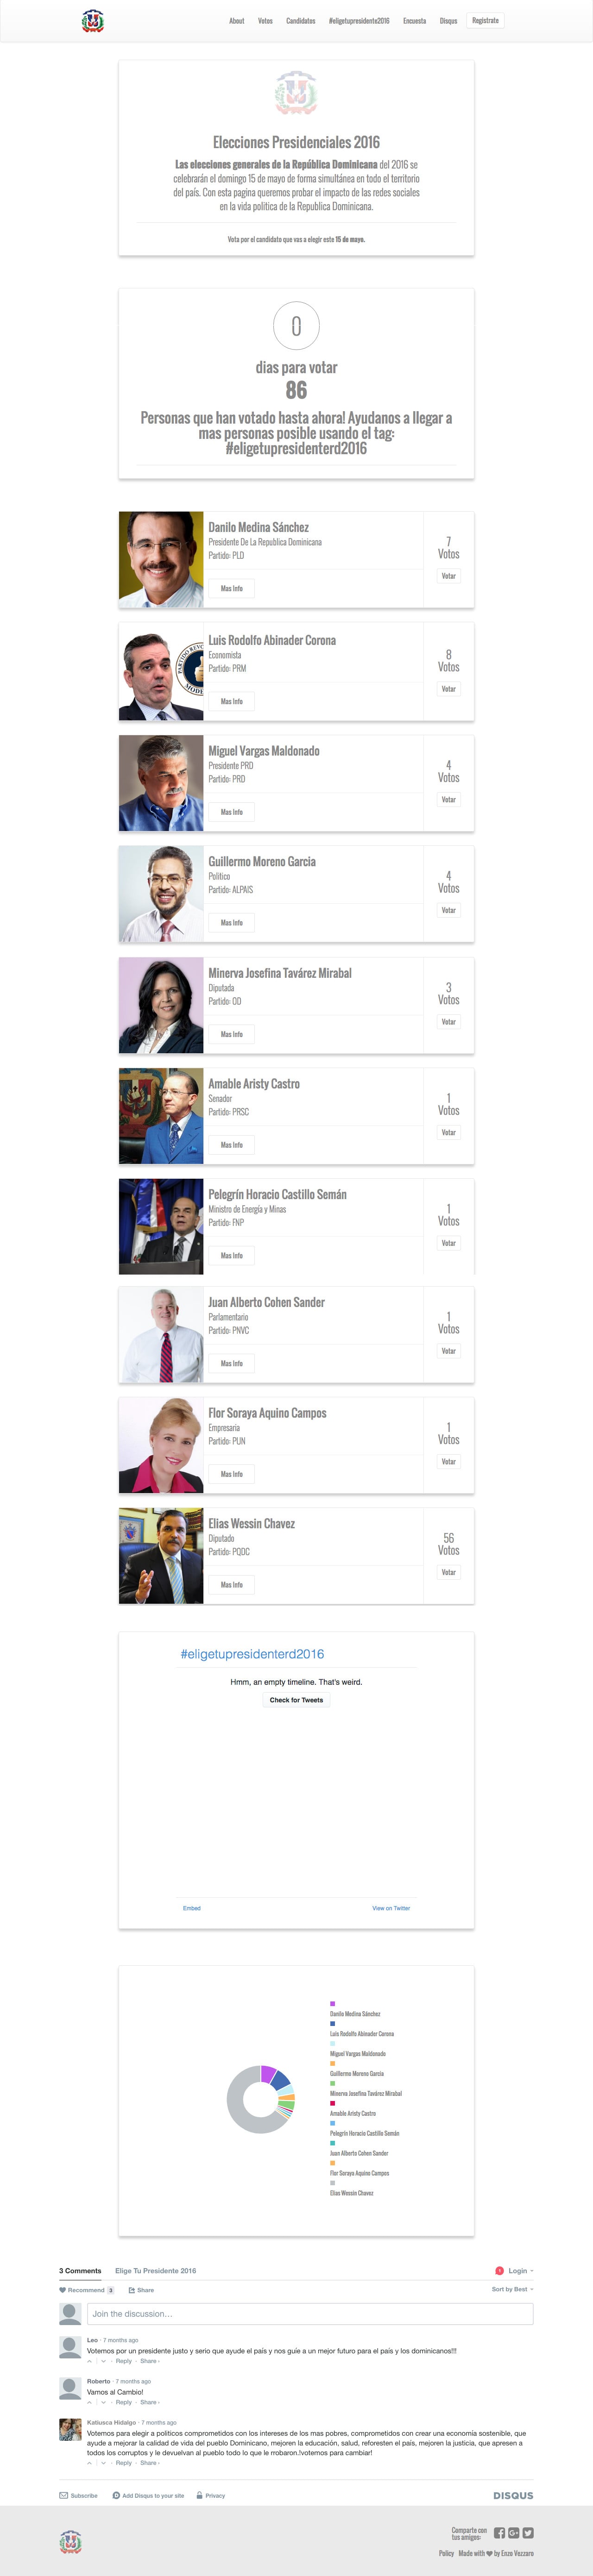 About Votos Candidatos #eligetupresidente2016 Encuesta Disqus Registrate
Elecciones Presidenciales 2016
Las elecciones generales de la República Dominicana del 2016 se
celebrarán el domingo 15 de mayo de forma simultánea en todo el territorio
del país. Con esta pagina queremos probar el impacto de las redes sociales
en la vida política de la Republica Dominicana.
Vota por el candidato que vas a elegir este 15 de mayo.
0
dias para votar
86
Personas que han votado hasta ahora! Ayudanos a llegar a
mas personas posible usando el tag:
#eligetupresidenterd2016
Danilo Medina Sánchez
Presidente De La Republica Dominicana
Partido: PLD
Mas Info
7
Votos
Votar
Luis Rodolfo Abinader Corona
Economista
Partido: PRM
Mas Info
8
Votos
Votar
Miguel Vargas Maldonado
Presidente PRD
Partido: PRD
Mas Info
4
Votos
Votar
Guillermo Moreno Garcia
Politico
Partido: ALPAIS
Mas Info
4
Votos
Votar
Minerva Josefina Tavárez Mirabal
Diputada
Partido: OD
Mas Info
3
Votos
Votar
Amable Aristy Castro
Senador
Partido: PRSC
Mas Info
1
Votos
Votar
Pelegrín Horacio Castillo Semán
Ministro de Energía y Minas
Partido: FNP
Mas Info
1
Votos
Votar
Juan Alberto Cohen Sander
Parlamentario
Partido: PNVC
Mas Info
1
Votos
Votar
Flor Soraya Aquino Campos
Empresaria
Partido: PUN
Mas Info
1
Votos
Votar
Elias Wessin Chavez
Diputado
Partido: PQDC
Mas Info
56
Votos
Votar
#eligetupresidenterd2016
Hmm, an empty timeline. That's weird.
Check for Tweets
Embed View on Twitter
Danilo Medina Sánchez
Luis Rodolfo Abinader Corona
Miguel Vargas Maldonado
Guillermo Moreno Garcia
Minerva Josefina Tavárez Mirabal
Amable Aristy Castro
Pelegrín Horacio Castillo Semán
Juan Alberto Cohen Sander
Flor Soraya Aquino Campos
Elias Wessin Chavez
3 Comments Elige Tu Presidente 2016 1 Login
Recommend 3 Share Sort by Best
Join the discussion...
Leo · 7 months ago
Votemos por un presidente justo y serio que ayude el país y nos guíe a un mejor futuro para el país y los dominicanos!!!
Reply · Share ›
Roberto · 7 months ago
Vamos al Cambio!
Reply · Share ›
Katiusca Hidalgo · 7 months ago
Votemos para elegir a politicos comprometidos con los intereses de los mas pobres, comprometidos con crear una economía sostenible, que
ayude a mejorar la calidad de vida del pueblo Dominicano, mejoren la educación, salud, reforesten el país, mejoren la justicia, que apresen a
todos los corruptos y le devuelvan al pueblo todo lo que le rrobaron.!votemos para cambiar!
Reply · Share ›
Subscribe Add Disqus to your site Privacy DISQUS
Comparte con
tus amigos:
Policy Made with ♥ by Enzo Vezzaro